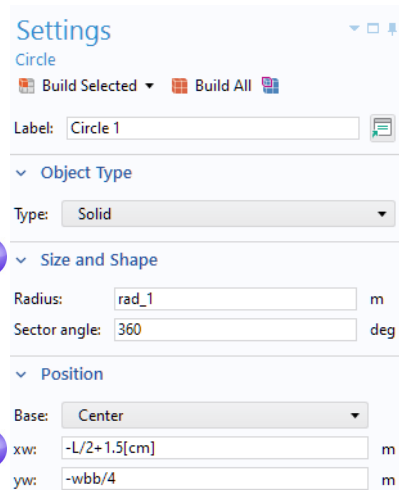 Settings
Circle
Build Selected Build All
Label: Circle 1
Object Type
Type: Solid
Size and Shape
Radius: rad_1 m
Sector angle: 360 deg
Position
Base: Center
xw: -L/2+1.5[cm] m
yw: -wbb/4 m